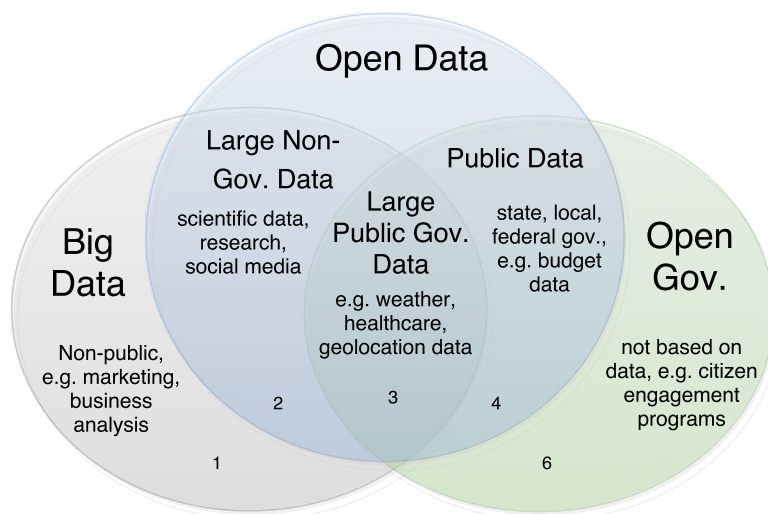 Open Data
Large Non-
Gov. Data
scientific data,
research,
social media
Public Data
state, local,
federal gov.,
e.g. budget
data
Large
Public Gov.
Data
e.g. weather,
healthcare,
geolocation data
Big
Data
Non-public,
e.g. marketing,
business
analysis
Open
Gov.
not based on
data, e.g. citizen
engagement
programs
2
3
4
1
6